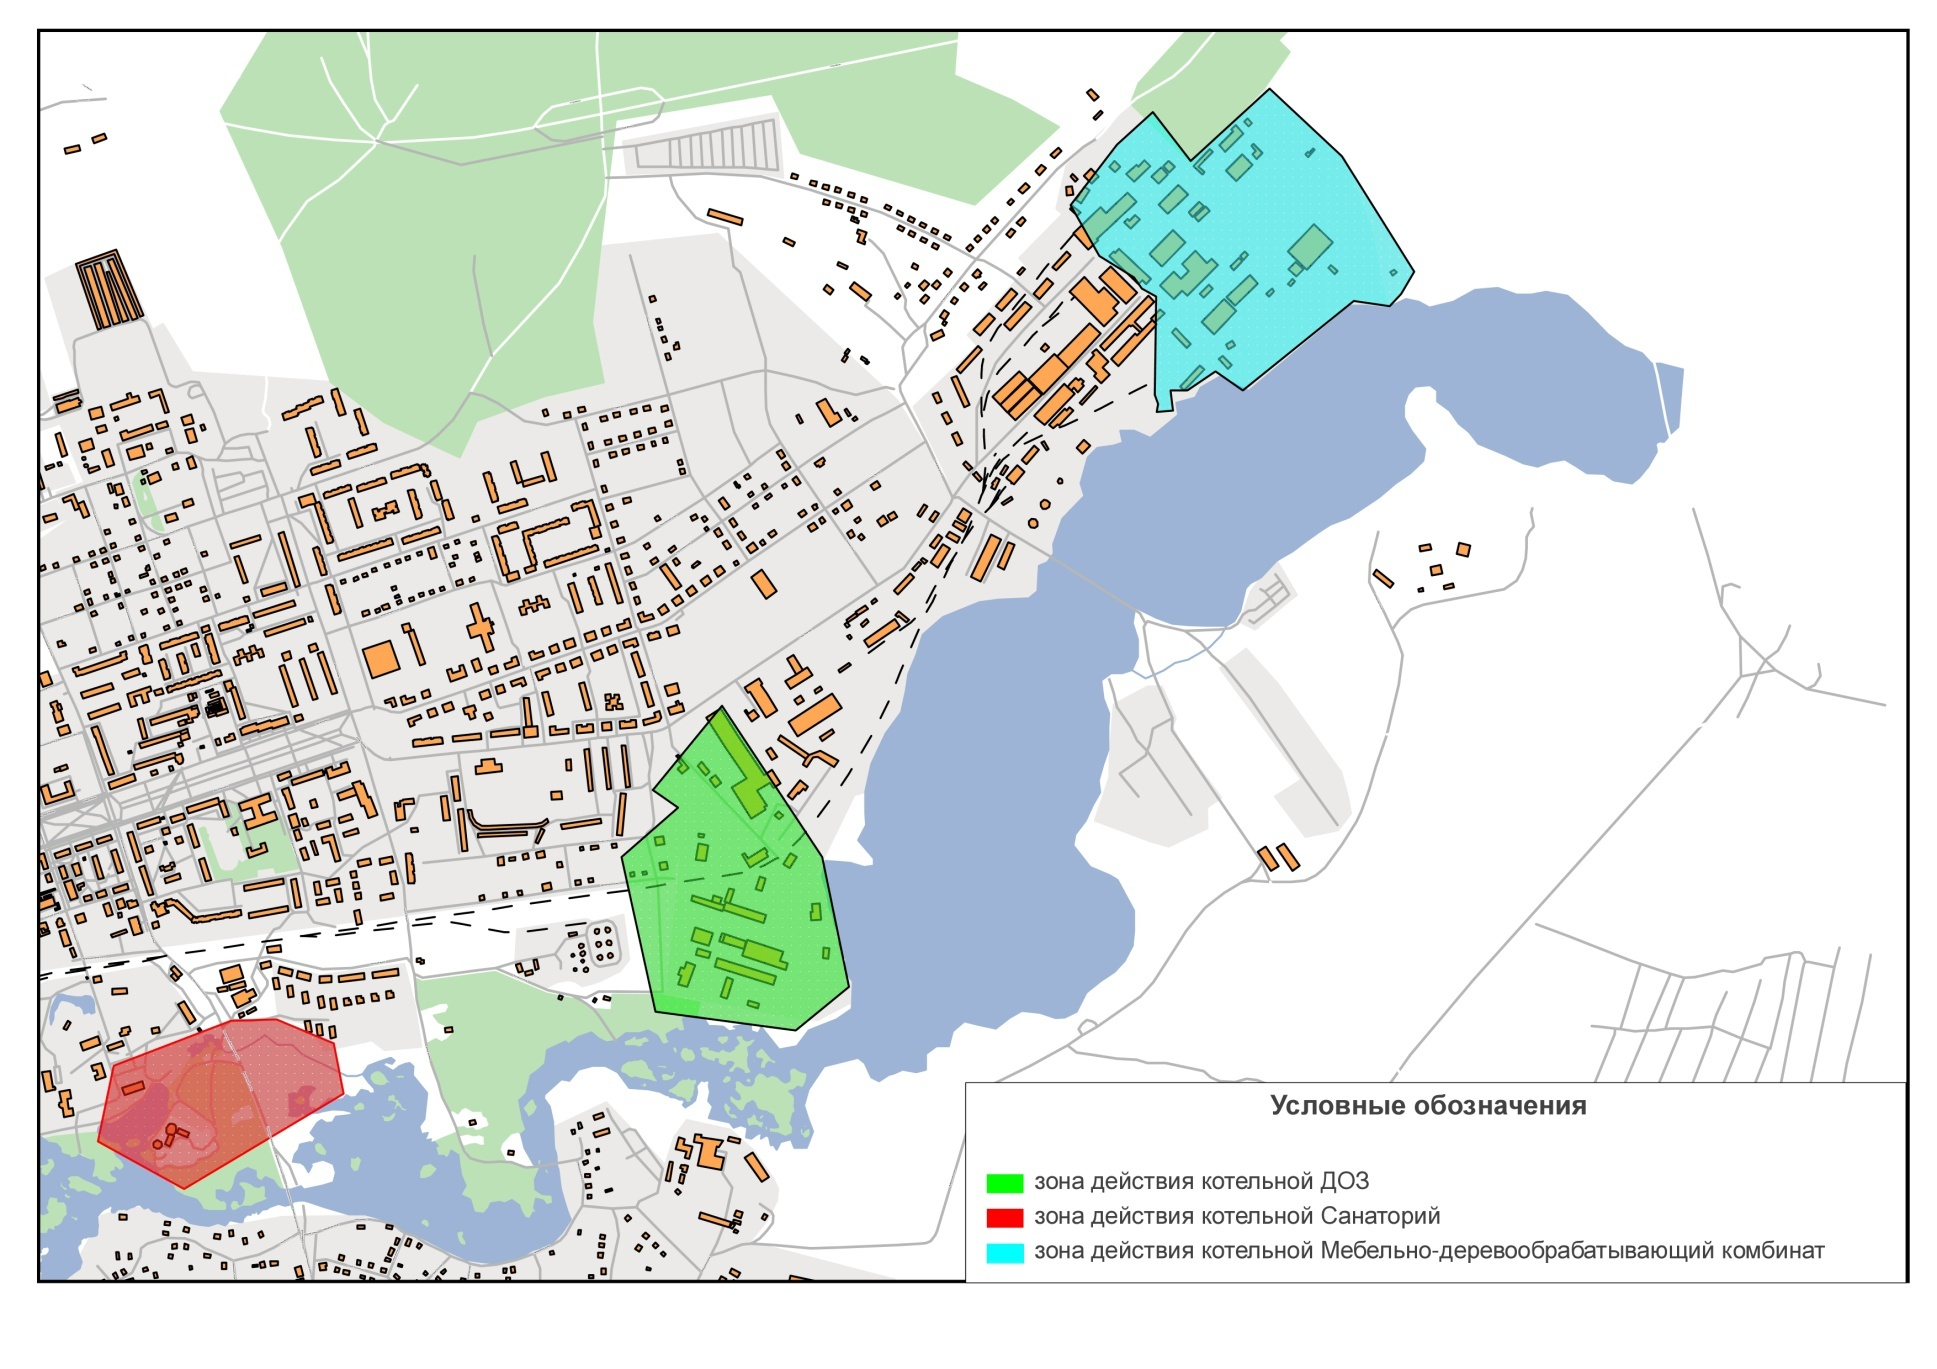 Условные обозначения
зона действия котельной ДОЗ
зона действия котельной Санаторий
зона действия котельной Мебельно-деревообрабатывающий комбинат